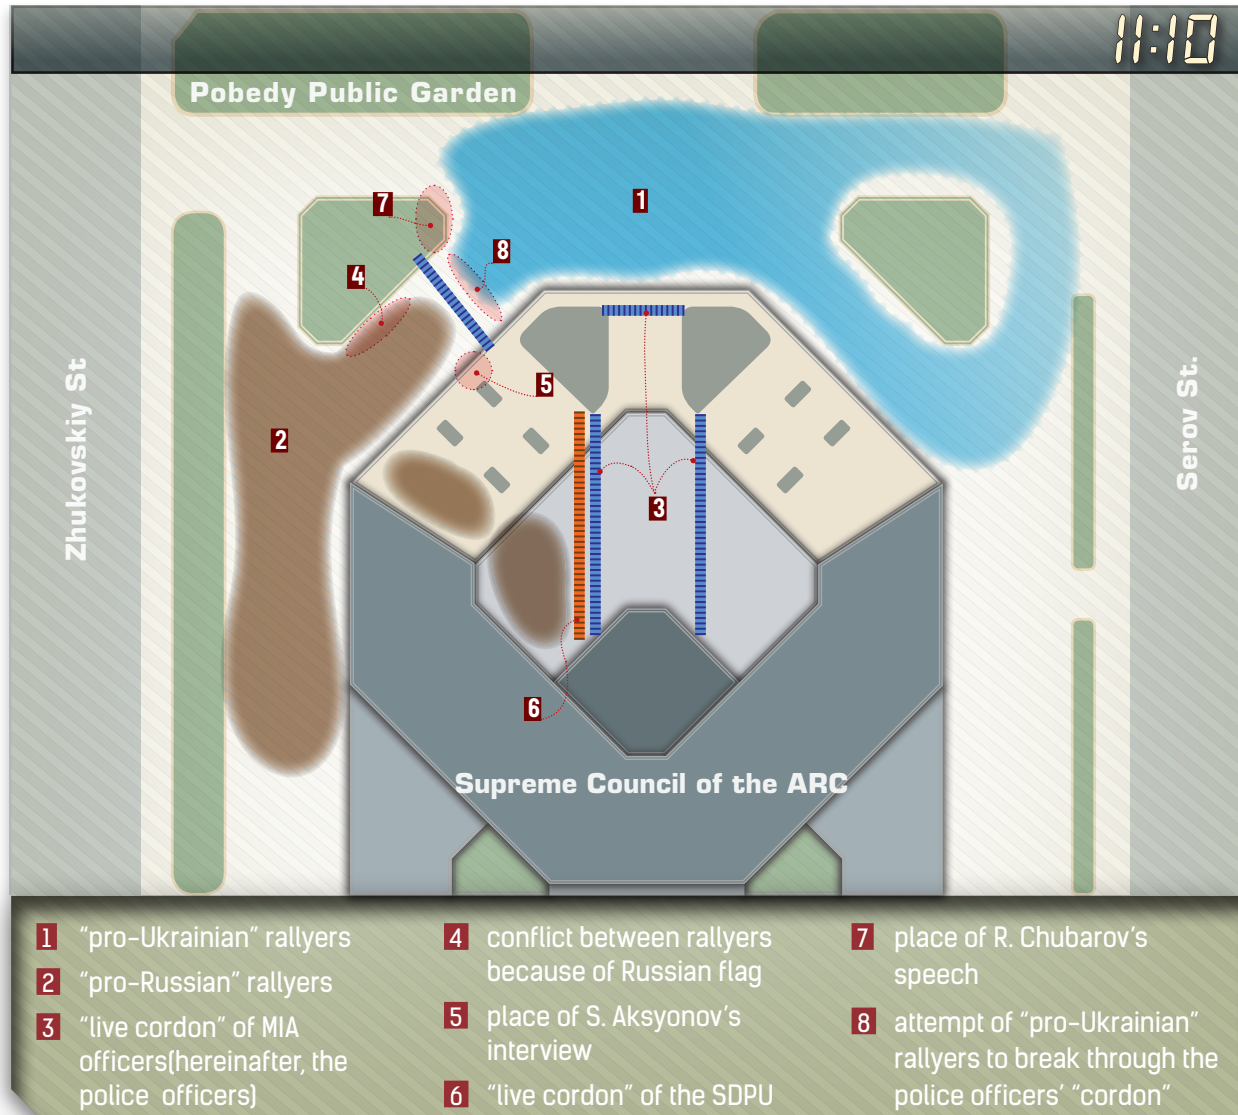 11:10
Pobedy Public Garden
1
7
8
4
5
2
3
6
Zhukovskiy St
Serov St.
Supreme Council of the ARC
1 “pro-Ukrainian” rallyers
2 “pro-Russian” rallyers
3 “live cordon” of MIA
officers(hereinafter, the
police officers)
4 conflict between rallyers
because of Russian flag
5 place of S. Aksyonov’s
interview
6 “live cordon” of the SDPU
7 place of R. Chubarov’s
speech
8 attempt of “pro-Ukrainian”
rallyers to break through the
police officers’ “cordon”